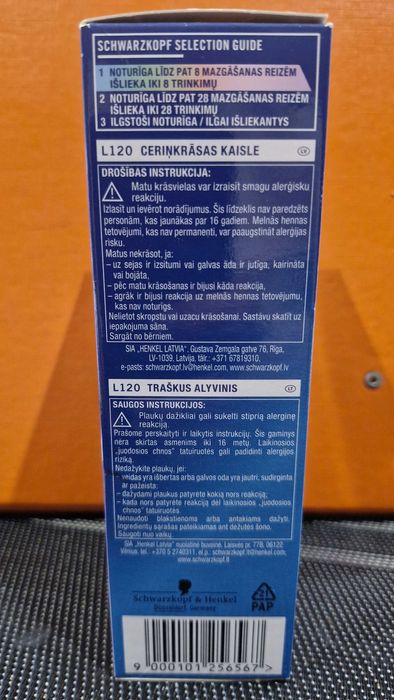 SCHWARZKOPF SELECTION GUIDE
1 NOTURĪGA LĪDZ PAT 8 MAZGĀŠANAS REIZĒM
IŠLIEKA IKI 8 TRINKIMŲ
2 NOTURĪGA LĪDZ PAT 28 MAZGĀŠANAS REIZĒM
IŠLIEKA IKI 28 TRINKIMŲ
3 ILGSTOŠI NOTURĪGA / ILGAI IŠLIEKANTYS
L120 CERIŅKRĀSAS KAISLE LV
DROŠĪBAS INSTRUKCIJA:
Matu krāsvielas var izraisīt smagu alerģisku
reakciju.
Izlasīt un ievērot norādījumus. Šis līdzeklis nav paredzēts
personām, kas jaunākas par 16 gadiem. Melnās hennas
tetovējumi, kas nav permanenti, var paaugstināt alerģijas
risku.
Matus nekrāsot, ja:
– uz sejas ir izsitumi vai galvas āda ir jutīga, kairināta
vai bojāta,
– pēc matu krāsošanas ir bijusi kāda reakcija,
– agrāk ir bijusi reakcija uz melnās hennas tetovējumu,
kas nav noturīgs.
Nelietot skropstu vai uzacu krāsošanai. Sastāvu skatīt uz
iepakojuma sāna.
Sargāt no bērniem.
SIA „HENKEL LATVIA", Gustava Zemgala gatve 76, Rīga,
LV-1039. Latvija, tālr.: +371 67819310,
e-pasts: schwarzkopf.lv@henkel.com, www.schwarzkopf.lv
L120 TRAŠKUS ALYVINIS LT
SAUGOS INSTRUKCIJOS:
Plaukų dažikliai gali sukelti stiprią alerginę
reakciją.
Prašome perskaityti ir laikytis instrukcijų. Šis gaminys
nėra skirtas asmenims iki 16 metų. Laikinosios
„juodosios chnos" tatuiruotės gali padidinti alergijos
riziką.
Nedažykite plaukų, jei:
– veidas yra išbertas arba galvos oda yra jautri, sudirginta
ar pažeista;
– dažydami plaukus patyrėte kokią nors reakciją;
– kada nors patyrėte reakciją dėl laikinosios „juodosios
chnos" tatuiruotės.
Nenaudoti blakstienoms arba antakiams dažyti.
Ingredientų sąrašas pateikiamas ant dėžutės šono.
Saugoti nuo vaikų.
SIA „Henkel Latvia" nuolatinė buveinė. Laisvės pr. 77B, 06122.
Vilnius. tel.: +370 5 2740311. el.p.: schwarzkopf.lt@henkel.com,
www.schwarzkopf.lt
Schwarzkopf & Henkel
Düsseldorf, Germany
21
PAP
9 000101 256567 >